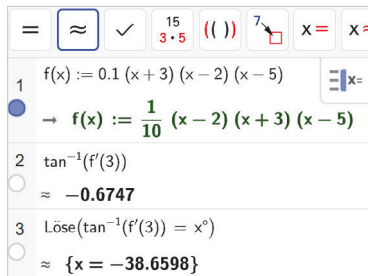 = ≈ ✓ 15 3 · 5 (( )) 7 x = x ≈
1 f(x) := 0.1 (x + 3) (x − 2) (x − 5) x=
→ f(x) := 1/10 (x − 2) (x + 3) (x − 5)
2 tan⁻¹(f′(3))
≈ −0.6747
3 Löse(tan⁻¹(f′(3)) = x°)
≈ {x = −38.6598}